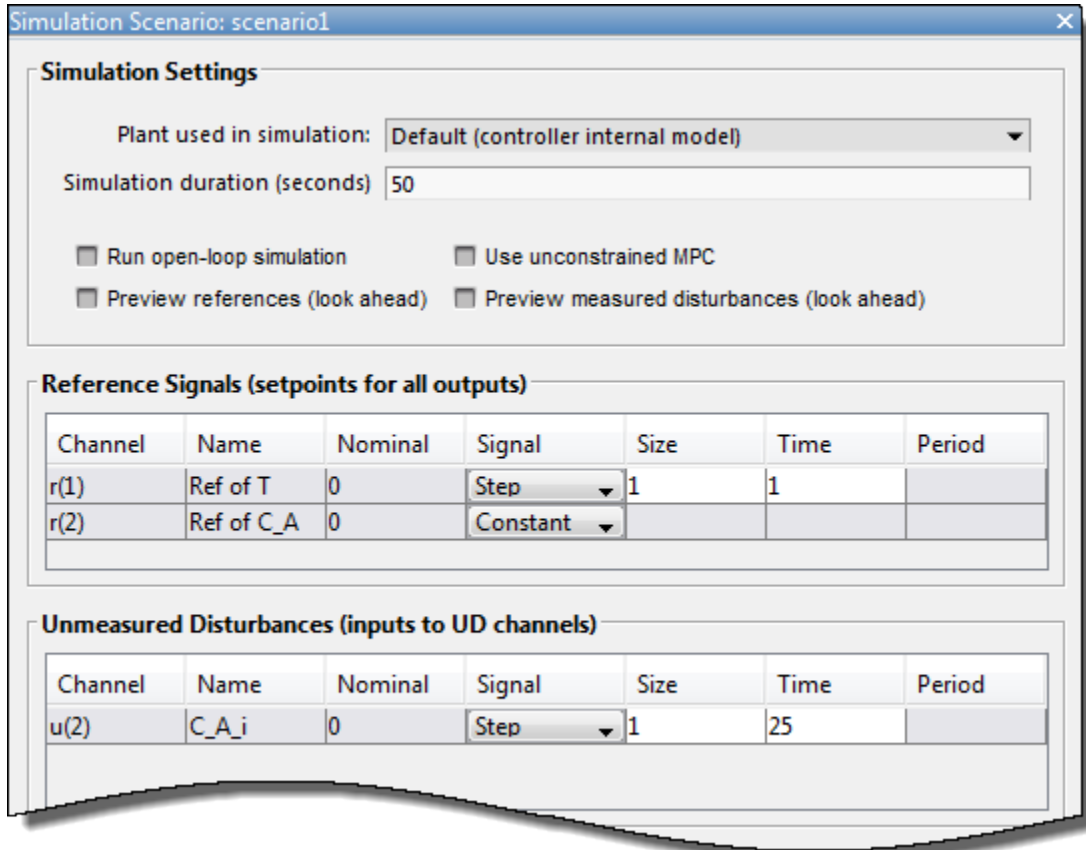 Simulation Scenario: scenario1
Simulation Settings
Plant used in simulation: Default (controller internal model)
Simulation duration (seconds) 50
Run open-loop simulation Use unconstrained MPC
Preview references (look ahead) Preview measured disturbances (look ahead)
Reference Signals (setpoints for all outputs)
Channel Name Nominal Signal Size Time Period
r(1) Ref of T 0 Step 1 1
r(2) Ref of C_A 0 Constant
Unmeasured Disturbances (inputs to UD channels)
Channel Name Nominal Signal Size Time Period
u(2) C_A_i 0 Step 1 25